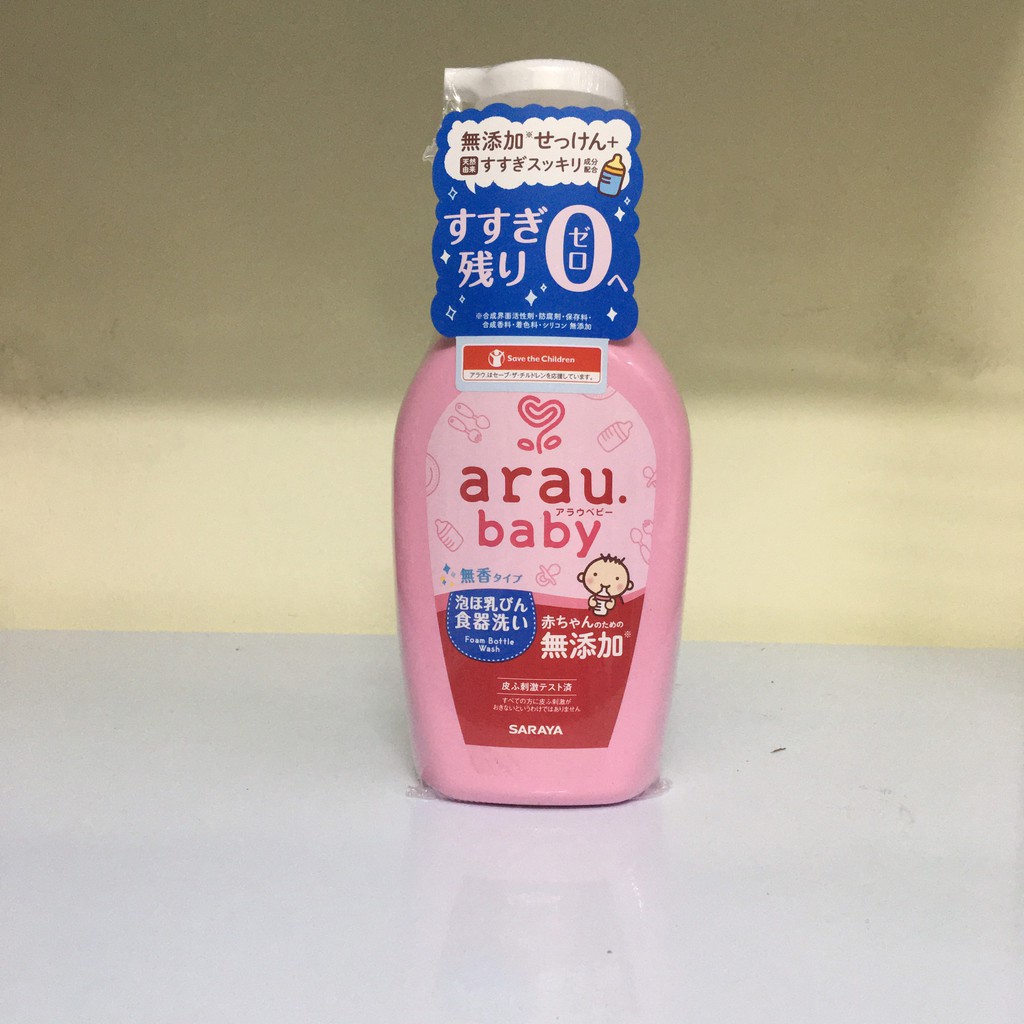 無添加※せっけん+
天然由来 すすぎスッキリ 成分配合
すすぎ
残り
0
ゼロ
へ
※合成界面活性剤・防腐剤・保存料・
合成香料・着色料・シリコン 無添加
Save the Children
アラウ.はセーブ・ザ・チルドレンを応援しています。
arau.
アラウベビー
baby
無香タイプ
泡ほ乳びん
食器洗い
Foam Bottle
Wash
赤ちゃんのための
無添加※
皮ふ刺激テスト済
すべての方に皮ふ刺激が
おきないというわけではありません
SARAYA